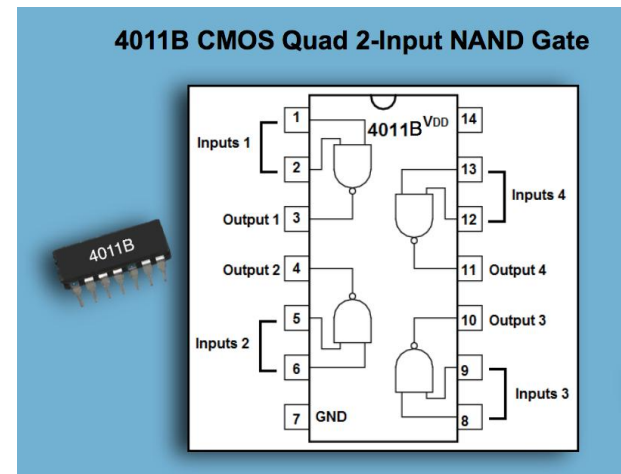 4011B CMOS Quad 2-Input NAND Gate
4011B
Inputs 1
1
2
Output 1
3
Output 2
4
Inputs 2
5
6
7
GND
4011B
VDD
14
13
12
Inputs 4
11
Output 4
10
Output 3
9
8
Inputs 3